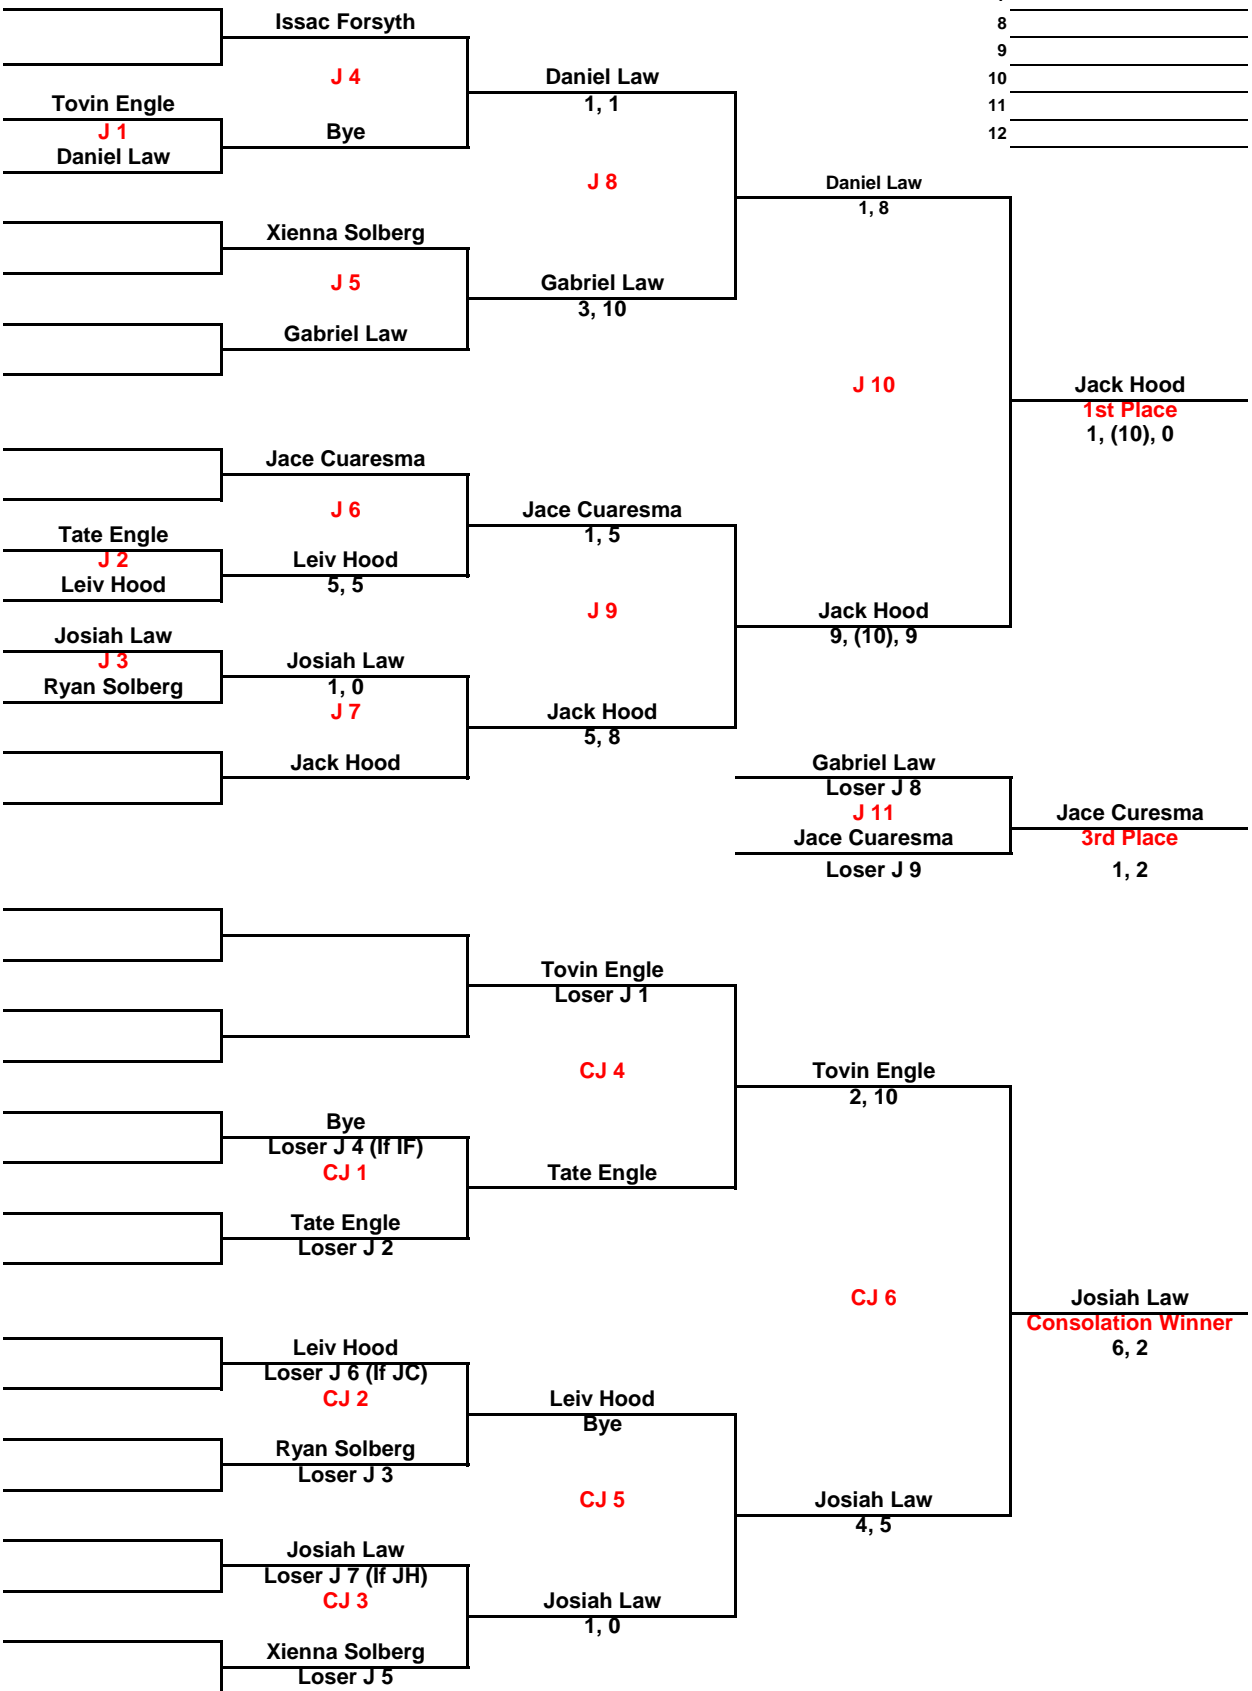 Issac Forsyth
8
9
J 4
Daniel Law
10
1, 1
Tovin Engle
11
J 1
Bye
12
Daniel Law
J 8
Daniel Law
1, 8
Xienna Solberg
J 5
Gabriel Law
3, 10
Gabriel Law
J 10
Jack Hood
1st Place
1, (10), 0
Jace Cuaresma
J 6
Jace Cuaresma
1, 5
Tate Engle
J 2
Leiv Hood
Leiv Hood
5, 5
J 9
Jack Hood
9, (10), 9
Josiah Law
J 3
Josiah Law
Ryan Solberg
1, 0
J 7
Jack Hood
5, 8
Jack Hood
Gabriel Law
Loser J 8
J 11
Jace Curesma
Jace Cuaresma
3rd Place
Loser J 9
1, 2
Tovin Engle
Loser J 1
CJ 4
Tovin Engle
2, 10
Bye
Loser J 4 (If IF)
CJ 1
Tate Engle
Tate Engle
Loser J 2
CJ 6
Josiah Law
Consolation Winner
6, 2
Leiv Hood
Loser J 6 (If JC)
CJ 2
Leiv Hood
Bye
Ryan Solberg
Loser J 3
CJ 5
Josiah Law
4, 5
Josiah Law
Loser J 7 (If JH)
CJ 3
Josiah Law
1, 0
Xienna Solberg
Loser J 5